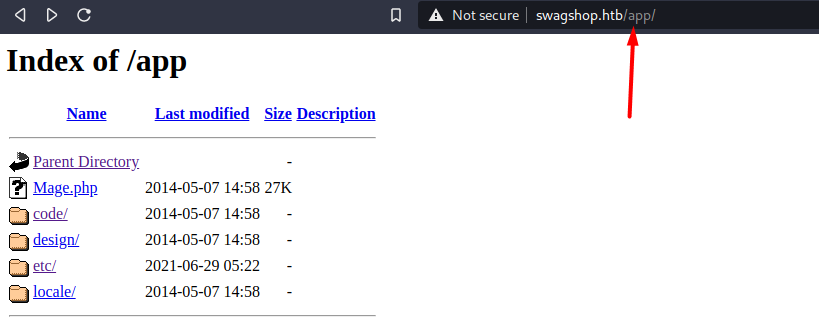 Not secure swagshop.htb/app/
Index of /app
Name Last modified Size Description
Parent Directory -
Mage.php 2014-05-07 14:58 27K
code/ 2014-05-07 14:58 -
design/ 2014-05-07 14:58 -
etc/ 2021-06-29 05:22 -
locale/ 2014-05-07 14:58 -